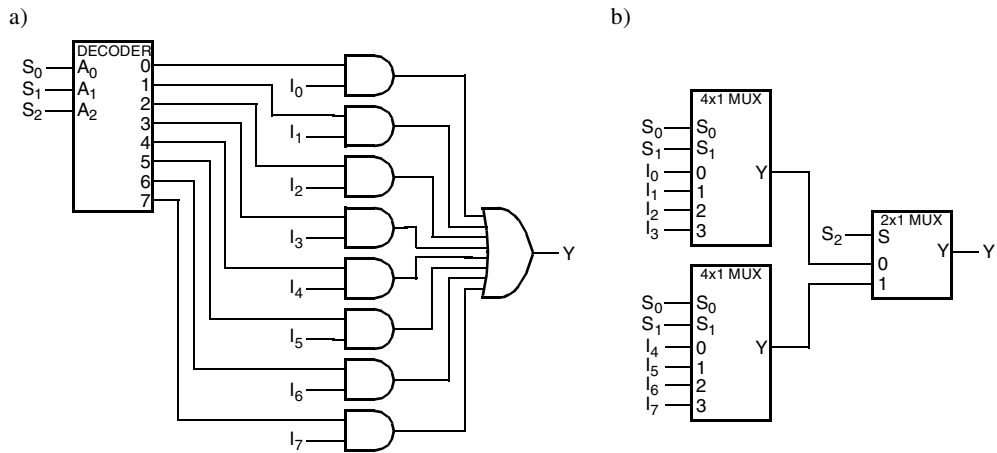 a)
DECODER
S0 A0 0
S1 A1 1
S2 A2 2
3
4
5
6
7
I0
I1
I2
I3
I4
I5
I6
I7
Y
b)
4x1 MUX
S0 S0
S1 S1
I0 0 Y
I1 1
I2 2
I3 3
4x1 MUX
S0 S0
S1 S1
I4 0 Y
I5 1
I6 2
I7 3
2x1 MUX
S2 S
Y Y
0
1